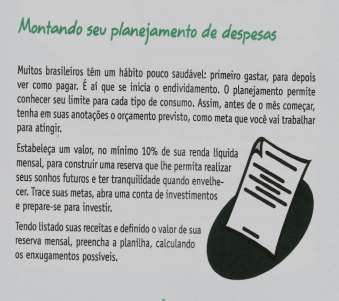 Montando seu planejamento de despesas
Muitos brasileiros têm um hábito pouco saudável: primeiro gastar, para depois
ver como pagar. É aí que se inicia o endividamento. O planejamento permite
conhecer seu limite para cada tipo de consumo. Assim, antes de o mês começar,
tenha em suas anotações o orçamento previsto, como meta que você vai trabalhar
para atingir.
Estabeleça um valor, no mínimo 10% de sua renda líquida
mensal, para construir uma reserva que lhe permita realizar
seus sonhos futuros e ter tranquilidade quando envelhe-
cer. Trace suas metas, abra uma conta de investimentos
e prepare-se para investir.
Tendo listado suas receitas e definido o valor de sua
reserva mensal, preencha a planilha, calculando
os enxugamentos possíveis.